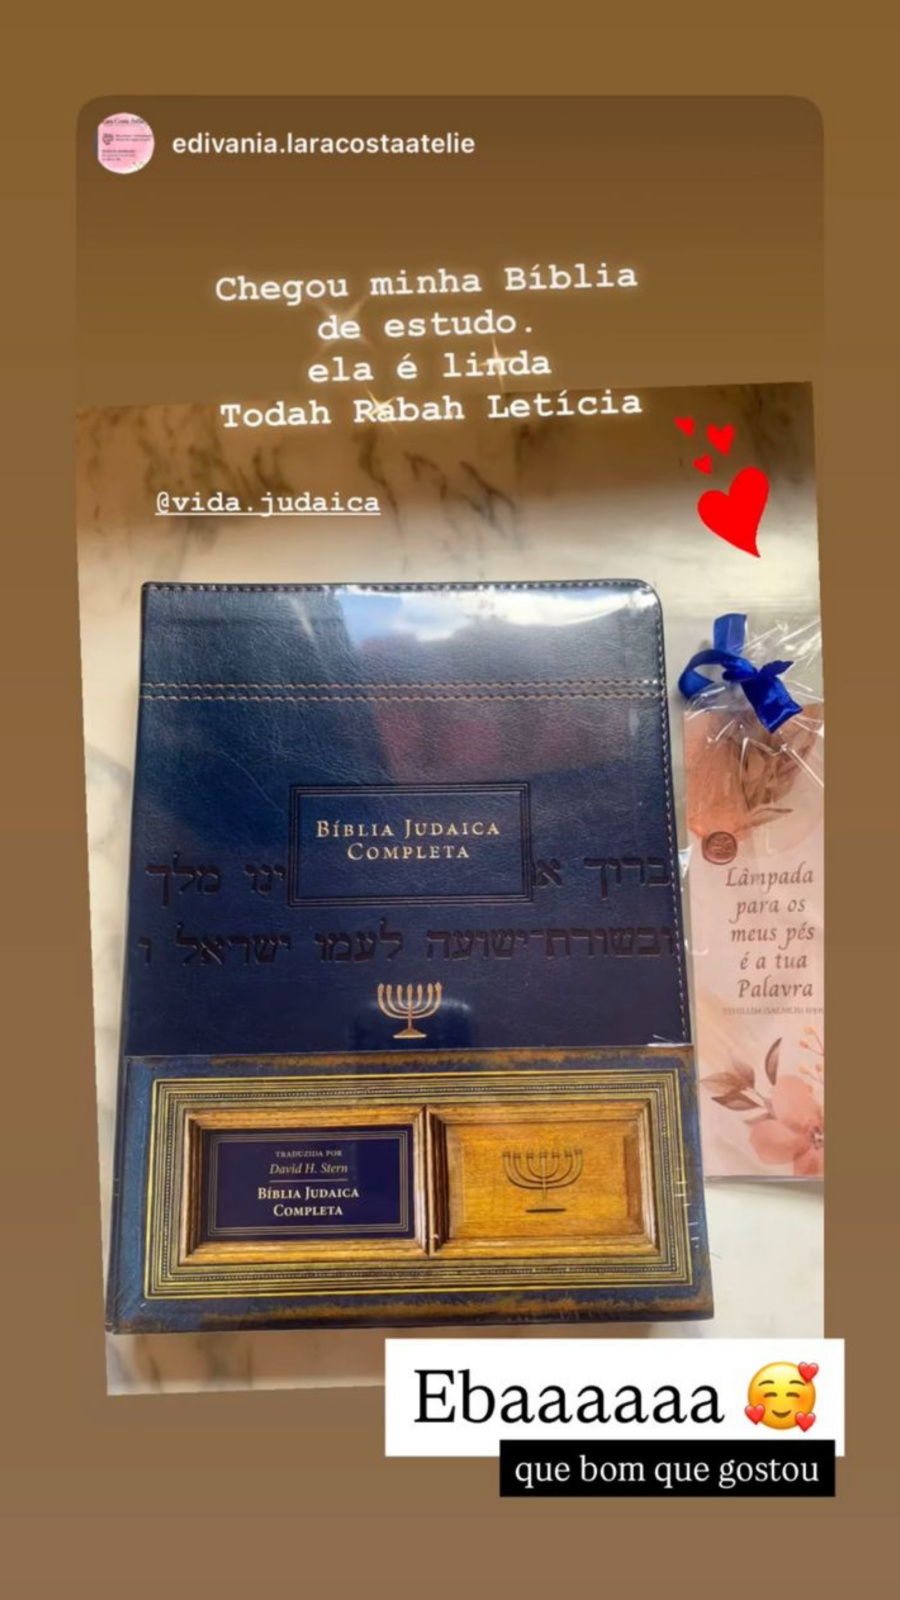 edivania.laracostaatelie
Chegou minha Bíblia
de estudo.
ela é linda
Todah Rabah Letícia
@vida.judaica
BÍBLIA JUDAICA
COMPLETA
ברוך א
ינו מלך
ובשורת־ישועה לעמו ישראל ו
TRADUZIDA POR
David H. Stern
BÍBLIA JUDAICA
COMPLETA
Lâmpada
para os
meus pés
é a tua
Palavra
Ebaaaaaa 🥰
que bom que gostou